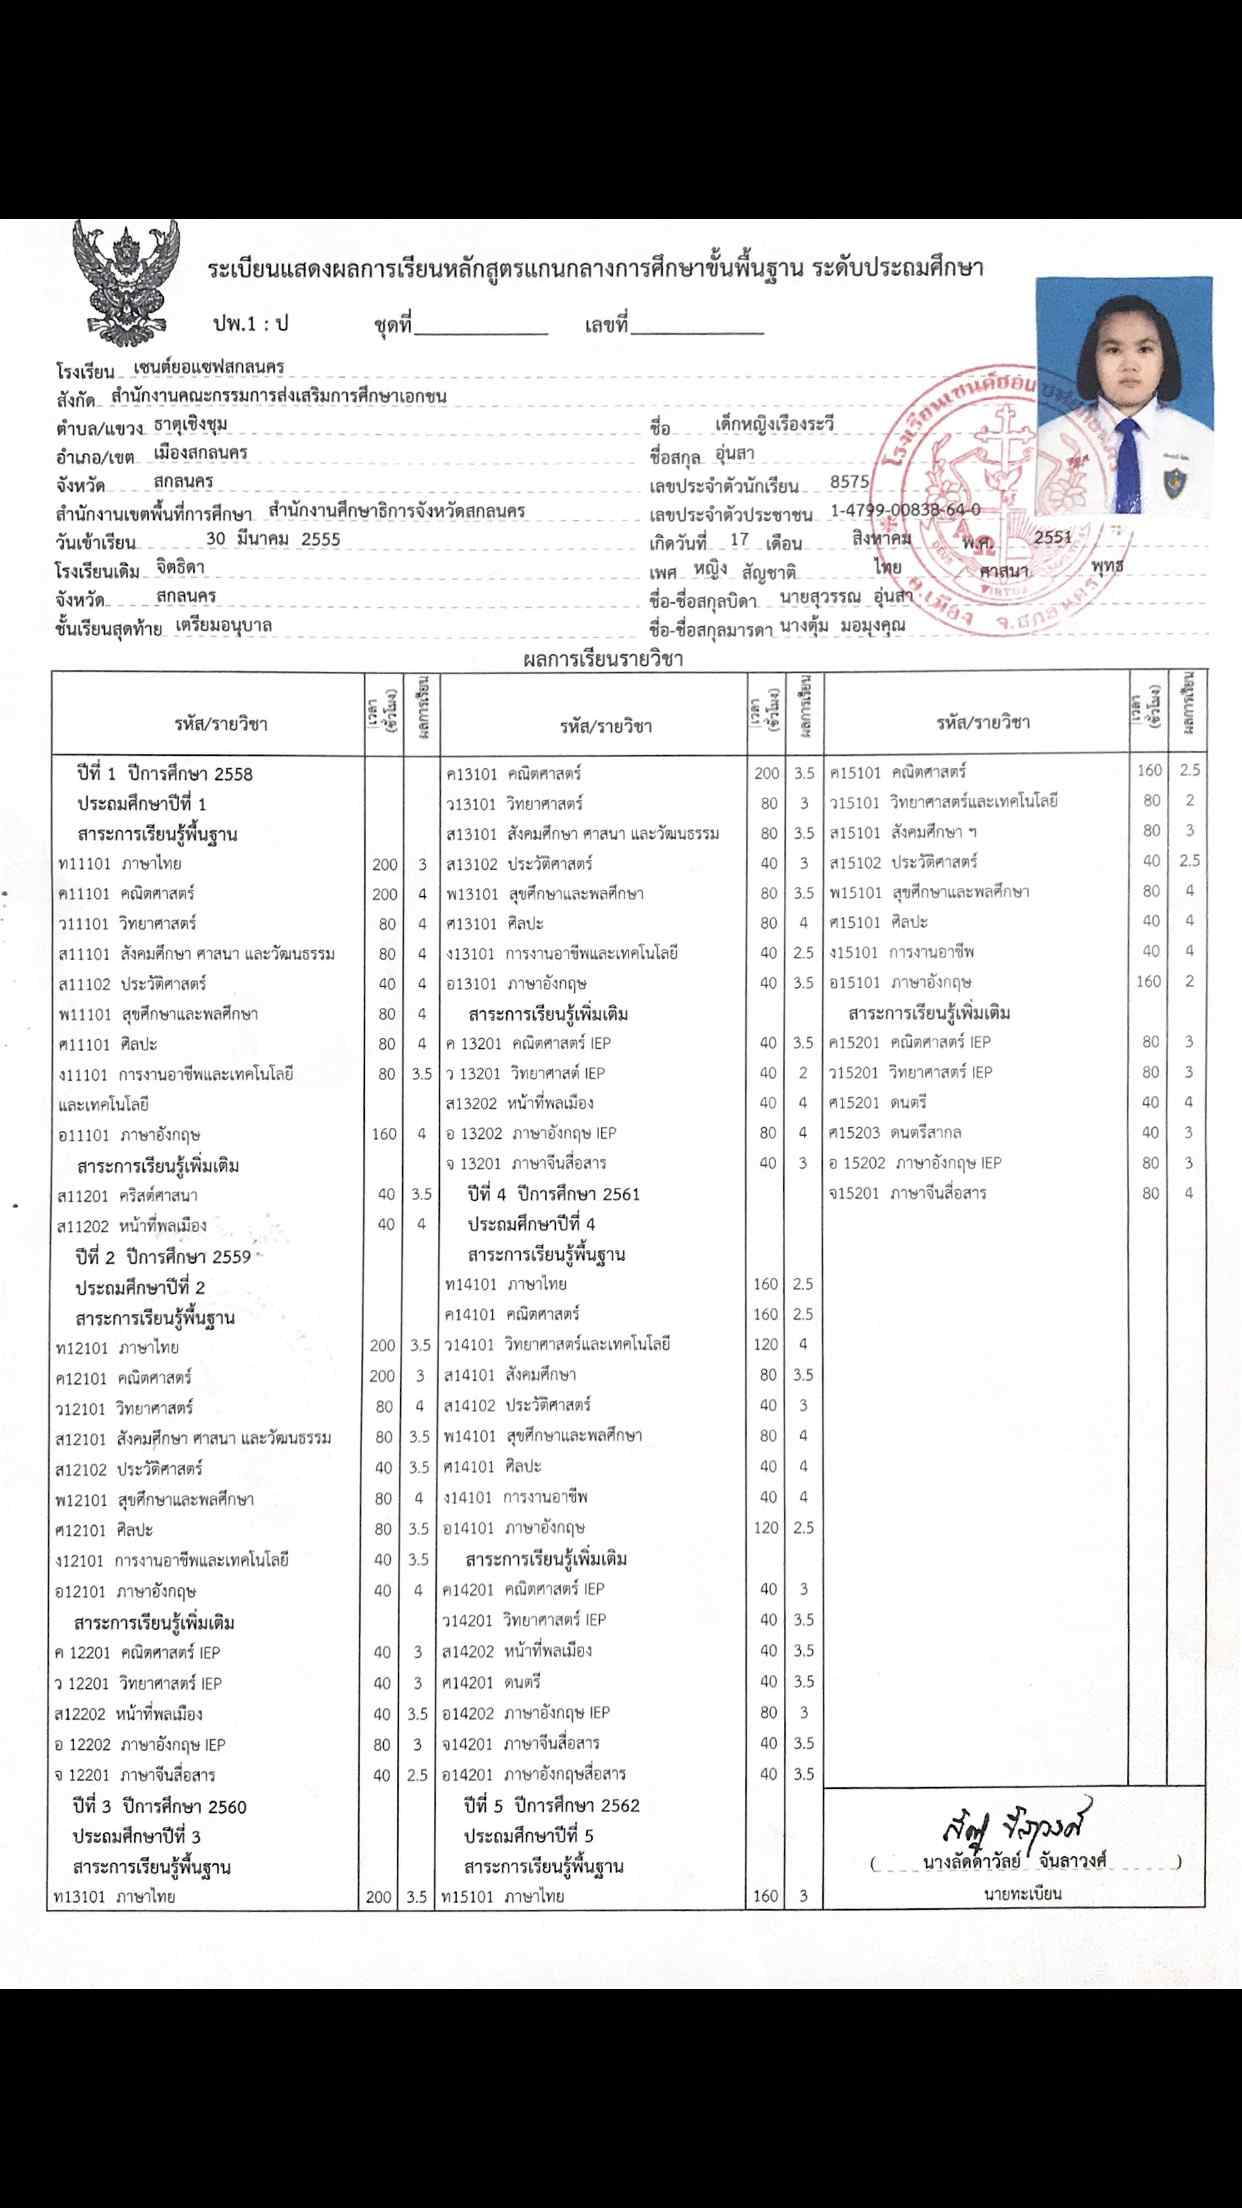 ระเบียนแสดงผลการเรียนหลักสูตรแกนกลางการศึกษาขั้นพื้นฐาน ระดับประถมศึกษา
ปพ.1 : ป ชุดที่ เลขที่
โรงเรียน เซนต์ยอแซฟสกลนคร
สังกัด สำนักงานคณะกรรมการส่งเสริมการศึกษาเอกชน
ตำบล/แขวง ธาตุเชิงชุม
อำเภอ/เขต เมืองสกลนคร
จังหวัด สกลนคร
สำนักงานเขตพื้นที่การศึกษา สำนักงานศึกษาธิการจังหวัดสกลนคร
วันเข้าเรียน 30 มีนาคม 2555
โรงเรียนเดิม จิตธิดา
จังหวัด สกลนคร
ชั้นเรียนสุดท้าย เตรียมอนุบาล
ชื่อ เด็กหญิงเรืองระวี
ชื่อสกุล อุ่นสา
เลขประจำตัวนักเรียน 8575
เลขประจำตัวประชาชน 1-4799-00838-64-0
เกิดวันที่ 17 เดือน สิงหาคม พ.ศ. 2551
เพศ หญิง สัญชาติ ไทย ศาสนา พุทธ
ชื่อ-ชื่อสกุลบิดา นายสุวรรณ อุ่นสา
ชื่อ-ชื่อสกุลมารดา นางตุ้ม มอมุงคุณ
ผลการเรียนรายวิชา
รหัส/รายวิชา เวลา (ชั่วโมง) ผลการเรียน
ปีที่ 1 ปีการศึกษา 2558
ประถมศึกษาปีที่ 1
สาระการเรียนรู้พื้นฐาน
ท11101 ภาษาไทย 200 3
ค11101 คณิตศาสตร์ 200 4
ว11101 วิทยาศาสตร์ 80 4
ส11101 สังคมศึกษา ศาสนา และวัฒนธรรม 80 4
ส11102 ประวัติศาสตร์ 40 4
พ11101 สุขศึกษาและพลศึกษา 80 4
ศ11101 ศิลปะ 80 4
ง11101 การงานอาชีพและเทคโนโลยี 80 3.5
และเทคโนโลยี
อ11101 ภาษาอังกฤษ 160 4
สาระการเรียนรู้เพิ่มเติม
ส11201 คริสต์ศาสนา 40 3.5
ส11202 หน้าที่พลเมือง 40 4
ปีที่ 2 ปีการศึกษา 2559
ประถมศึกษาปีที่ 2
สาระการเรียนรู้พื้นฐาน
ท12101 ภาษาไทย 200 3.5
ค12101 คณิตศาสตร์ 200 3
ว12101 วิทยาศาสตร์ 80 4
ส12101 สังคมศึกษา ศาสนา และวัฒนธรรม 80 3.5
ส12102 ประวัติศาสตร์ 40 3.5
พ12101 สุขศึกษาและพลศึกษา 80 4
ศ12101 ศิลปะ 80 3.5
ง12101 การงานอาชีพและเทคโนโลยี 40 3.5
อ12101 ภาษาอังกฤษ 40 4
สาระการเรียนรู้เพิ่มเติม
ค 12201 คณิตศาสตร์ IEP 40 3
ว 12201 วิทยาศาสตร์ IEP 40 3
ส12202 หน้าที่พลเมือง 40 3.5
อ 12202 ภาษาอังกฤษ IEP 80 3
จ 12201 ภาษาจีนสื่อสาร 40 2.5
ปีที่ 3 ปีการศึกษา 2560
ประถมศึกษาปีที่ 3
สาระการเรียนรู้พื้นฐาน
ท13101 ภาษาไทย 200 3.5
รหัส/รายวิชา เวลา (ชั่วโมง) ผลการเรียน
ค13101 คณิตศาสตร์ 200 3.5
ว13101 วิทยาศาสตร์ 80 3
ส13101 สังคมศึกษา ศาสนา และวัฒนธรรม 80 3.5
ส13102 ประวัติศาสตร์ 40 3
พ13101 สุขศึกษาและพลศึกษา 80 3.5
ศ13101 ศิลปะ 80 4
ง13101 การงานอาชีพและเทคโนโลยี 40 2.5
อ13101 ภาษาอังกฤษ 40 3.5
สาระการเรียนรู้เพิ่มเติม
ค 13201 คณิตศาสตร์ IEP 40 3.5
ว 13201 วิทยาศาสต์ IEP 40 2
ส13202 หน้าที่พลเมือง 40 4
อ 13202 ภาษาอังกฤษ IEP 80 4
จ 13201 ภาษาจีนสื่อสาร 40 3
ปีที่ 4 ปีการศึกษา 2561
ประถมศึกษาปีที่ 4
สาระการเรียนรู้พื้นฐาน
ท14101 ภาษาไทย 160 2.5
ค14101 คณิตศาสตร์ 160 2.5
ว14101 วิทยาศาสตร์และเทคโนโลยี 120 4
ส14101 สังคมศึกษา 80 3.5
ส14102 ประวัติศาสตร์ 40 3
พ14101 สุขศึกษาและพลศึกษา 80 4
ศ14101 ศิลปะ 40 4
ง14101 การงานอาชีพ 40 4
อ14101 ภาษาอังกฤษ 120 2.5
สาระการเรียนรู้เพิ่มเติม
ค14201 คณิตศาสตร์ IEP 40 3
ว14201 วิทยาศาสตร์ IEP 40 3.5
ส14202 หน้าที่พลเมือง 40 3.5
ศ14201 ดนตรี 40 3.5
อ14202 ภาษาอังกฤษ IEP 80 3
จ14201 ภาษาจีนสื่อสาร 40 3.5
อ14201 ภาษาอังกฤษสื่อสาร 40 3.5
ปีที่ 5 ปีการศึกษา 2562
ประถมศึกษาปีที่ 5
สาระการเรียนรู้พื้นฐาน
ท15101 ภาษาไทย 160 3
รหัส/รายวิชา เวลา (ชั่วโมง) ผลการเรียน
ค15101 คณิตศาสตร์ 160 2.5
ว15101 วิทยาศาสตร์และเทคโนโลยี 80 2
ส15101 สังคมศึกษา ฯ 80 3
ส15102 ประวัติศาสตร์ 40 2.5
พ15101 สุขศึกษาและพลศึกษา 80 4
ศ15101 ศิลปะ 40 4
ง15101 การงานอาชีพ 40 4
อ15101 ภาษาอังกฤษ 160 2
สาระการเรียนรู้เพิ่มเติม
ค15201 คณิตศาสตร์ IEP 80 3
ว15201 วิทยาศาสตร์ IEP 80 3
ศ15201 ดนตรี 40 4
ศ15203 ดนตรีสากล 40 3
อ 15202 ภาษาอังกฤษ IEP 80 3
จ15201 ภาษาจีนสื่อสาร 80 4
( นางลัดดาวัลย์ จันลาวงศ์ )
นายทะเบียน